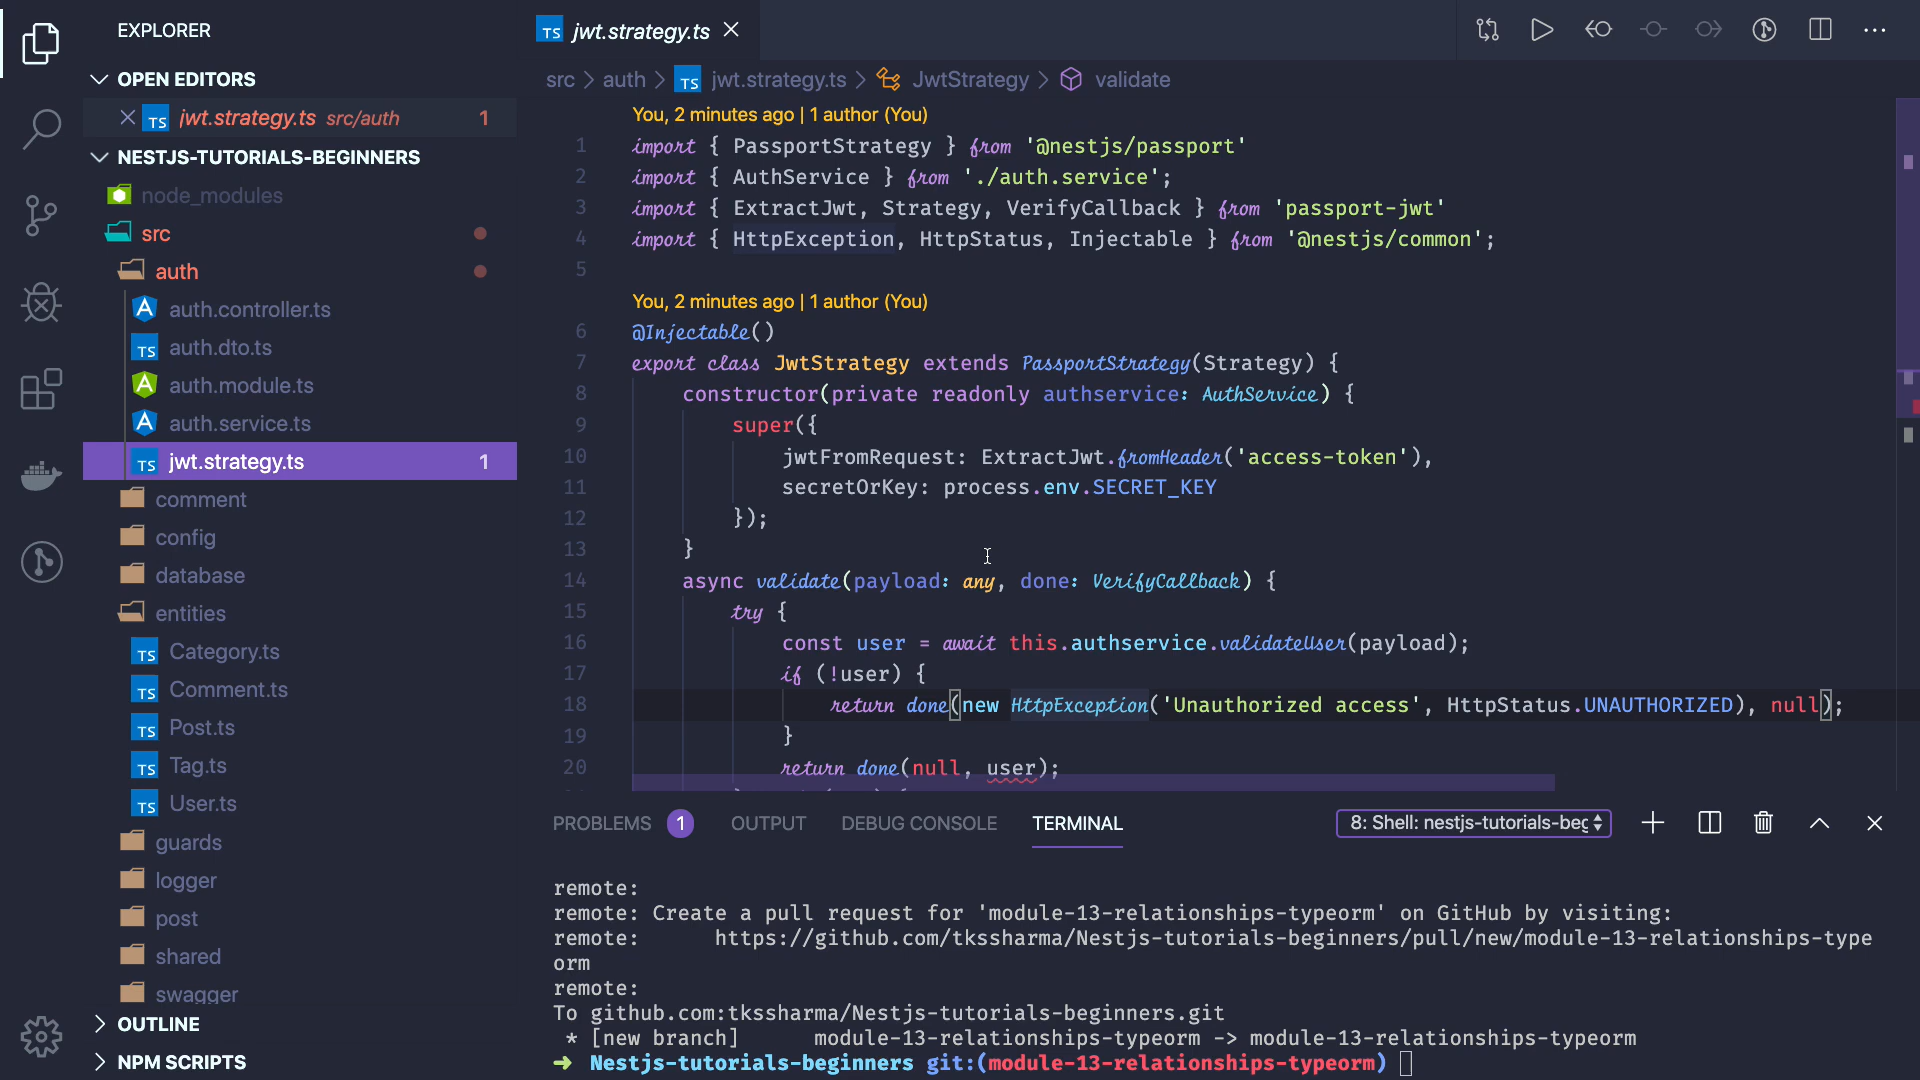 EXPLORER
OPEN EDITORS
TS jwt.strategy.ts src/auth 1
NESTJS-TUTORIALS-BEGINNERS
node_modules
src
auth
auth.controller.ts
TS auth.dto.ts
auth.module.ts
auth.service.ts
TS jwt.strategy.ts 1
comment
config
database
entities
TS Category.ts
TS Comment.ts
TS Post.ts
TS Tag.ts
TS User.ts
guards
logger
post
shared
swagger
OUTLINE
NPM SCRIPTS
TS jwt.strategy.ts
src > auth > TS jwt.strategy.ts > JwtStrategy > validate
You, 2 minutes ago | 1 author (You)
1 import { PassportStrategy } from '@nestjs/passport'
2 import { AuthService } from './auth.service';
3 import { ExtractJwt, Strategy, VerifyCallback } from 'passport-jwt'
4 import { HttpException, HttpStatus, Injectable } from '@nestjs/common';
5
You, 2 minutes ago | 1 author (You)
6 @Injectable()
7 export class JwtStrategy extends PassportStrategy(Strategy) {
8 constructor(private readonly authservice: AuthService) {
9 super({
10 jwtFromRequest: ExtractJwt.fromHeader('access-token'),
11 secretOrKey: process.env.SECRET_KEY
12 });
13 }
14 async validate(payload: any, done: VerifyCallback) {
15 try {
16 const user = await this.authservice.validateUser(payload);
17 if (!user) {
18 return done(new HttpException('Unauthorized access', HttpStatus.UNAUTHORIZED), null);
19 }
20 return done(null, user);
PROBLEMS 1 OUTPUT DEBUG CONSOLE TERMINAL 8: Shell: nestjs-tutorials-beg
remote:
remote: Create a pull request for 'module-13-relationships-typeorm' on GitHub by visiting:
remote: https://github.com/tkssharma/Nestjs-tutorials-beginners/pull/new/module-13-relationships-type
orm
remote:
To github.com:tkssharma/Nestjs-tutorials-beginners.git
* [new branch] module-13-relationships-typeorm -> module-13-relationships-typeorm
➜ Nestjs-tutorials-beginners git:(module-13-relationships-typeorm)